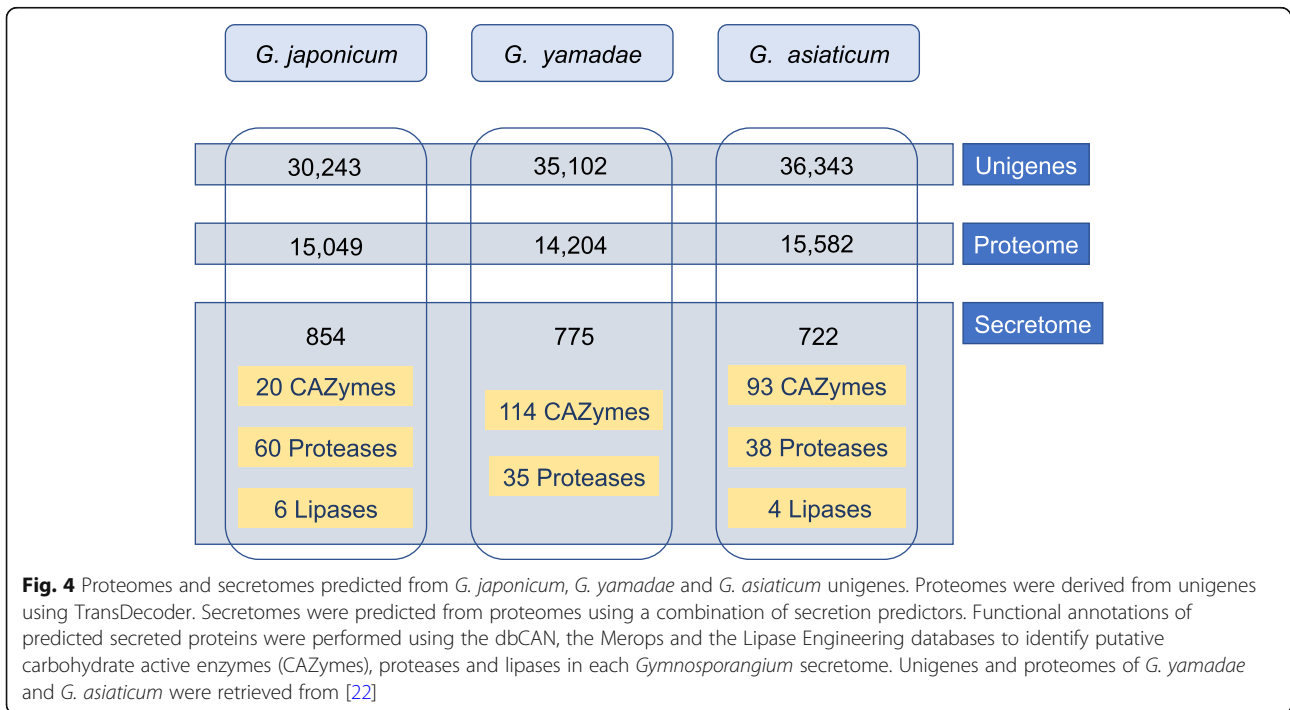 G. japonicum
G. yamadae
G. asiaticum
30,243
35,102
36,343
Unigenes
15,049
14,204
15,582
Proteome
854
775
722
Secretome
20 CAZymes
114 CAZymes
93 CAZymes
60 Proteases
35 Proteases
38 Proteases
6 Lipases
4 Lipases
Fig. 4 Proteomes and secretomes predicted from G. japonicum, G. yamadae and G. asiaticum unigenes. Proteomes were derived from unigenes
using TransDecoder. Secretomes were predicted from proteomes using a combination of secretion predictors. Functional annotations of
predicted secreted proteins were performed using the dbCAN, the Merops and the Lipase Engineering databases to identify putative
carbohydrate active enzymes (CAZymes), proteases and lipases in each Gymnosporangium secretome. Unigenes and proteomes of G. yamadae
and G. asiaticum were retrieved from [22]